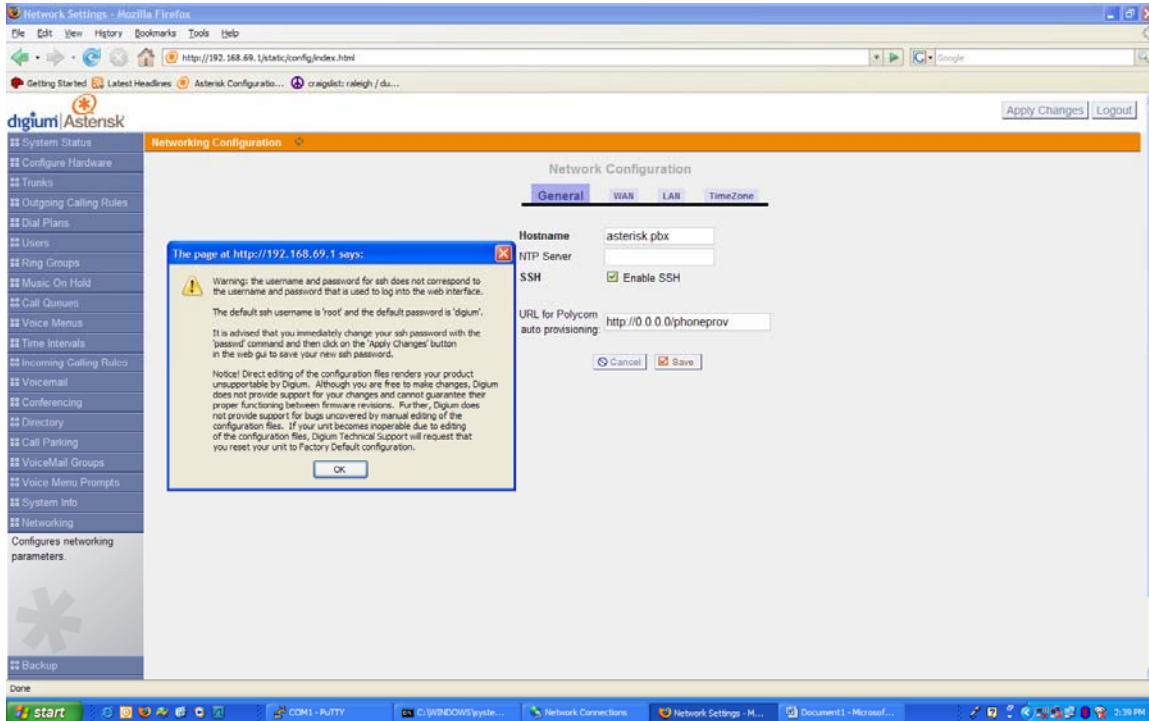 Network Settings - Mozilla Firefox
File Edit View History Bookmarks Tools Help
http://192.168.69.1/static/config/index.html
Google
Getting Started Latest Headlines Asterisk Configuratio... craigslist: raleigh / du...
digium Asterisk
Apply Changes Logout
System Status
Networking Configuration
Configure Hardware
Trunks
Outgoing Calling Rules
Dial Plans
Users
Ring Groups
Music On Hold
Call Queues
Voice Menus
Time Intervals
Incoming Calling Rules
Voicemail
Conferencing
Directory
Call Parking
VoiceMail Groups
Voice Menu Prompts
System Info
Networking
Configures networking
parameters.
Backup
Network Configuration
General WAN LAN TimeZone
Hostname asterisk pbx
NTP Server
SSH Enable SSH
URL for Polycom
auto provisioning: http://0.0.0.0/phoneprov
Cancel Save
The page at http://192.168.69.1 says:
Warning: the username and password for ssh does not correspond to
the username and password that is used to log into the web interface.
The default ssh username is 'root' and the default password is 'digium'.
It is advised that you immediately change your ssh password with the
'passwd' command and then click on the 'Apply Changes' button
in the web gui to save your new ssh password.
Notice! Direct editing of the configuration files renders your product
unsupportable by Digium. Although you are free to make changes, Digium
does not provide support for your changes and cannot guarantee their
proper functioning between firmware revisions. Further, Digium does
not provide support for bugs uncovered by manual editing of the
configuration files. If your unit becomes inoperable due to editing
of the configuration files, Digium Technical Support will request that
you reset your unit to Factory Default configuration.
OK
Done
start COM1 - PuTTY C:\WINDOWS\syste... Network Connections Network Settings - M... Document1 - Microsof... 2:39 PM